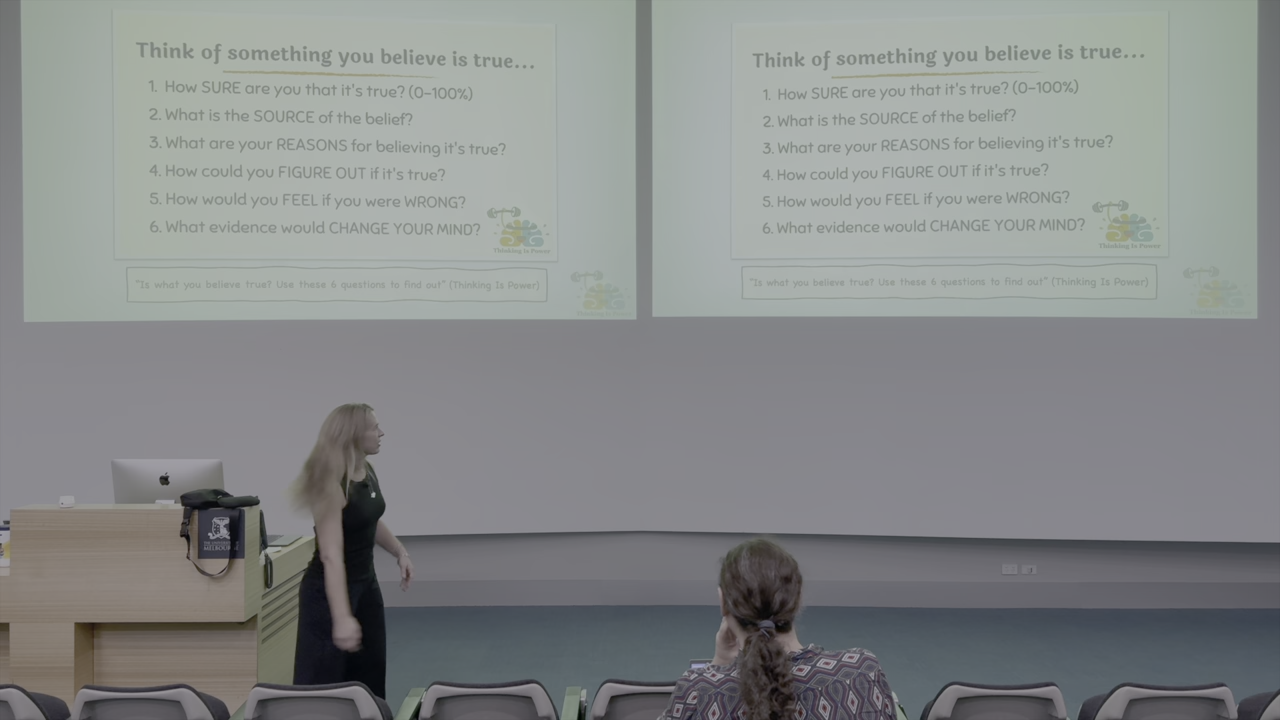 Think of something you believe is true...
1. How SURE are you that it's true? (0-100%)
2. What is the SOURCE of the belief?
3. What are your REASONS for believing it's true?
4. How could you FIGURE OUT if it's true?
5. How would you FEEL if you were WRONG?
6. What evidence would CHANGE YOUR MIND?
Thinking Is Power
"Is what you believe true? Use these 6 questions to find out" (Thinking Is Power)
Thinking Is Power
Think of something you believe is true...
1. How SURE are you that it's true? (0-100%)
2. What is the SOURCE of the belief?
3. What are your REASONS for believing it's true?
4. How could you FIGURE OUT if it's true?
5. How would you FEEL if you were WRONG?
6. What evidence would CHANGE YOUR MIND?
Thinking Is Power
"Is what you believe true? Use these 6 questions to find out" (Thinking Is Power)
Thinking Is Power
MELBOURNE